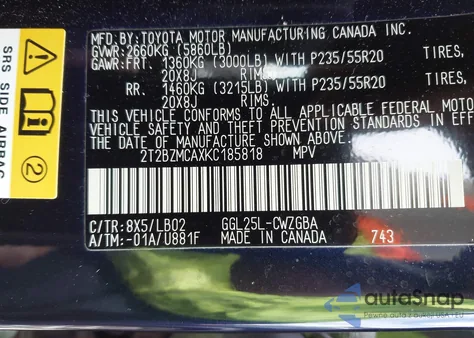 MFD. BY: TOYOTA MOTOR MANUFACTURING CANADA INC.
GVWR: 2660KG (5860LB)
GAWR:FRT. 1360KG (3000LB) WITH P235/55R20 TIRES,
20X8J RIMS
RR. 1460KG (3215LB) WITH P235/55R20 TIRES,
20X8J RIMS.
THIS VEHICLE CONFORMS TO ALL APPLICABLE FEDERAL MOTOR
VEHICLE SAFETY AND THEFT PREVENTION STANDARDS IN EFFE
THE DATE OF MANUFACTURE SHOWN ABOVE.
2T2BZMCAXKC185818 MPV
C/TR: 8X5/LB02 GGL25L-CWZGBA
A/TM: -01A/U881F MADE IN CANADA 743
SRS SIDE AIRBAG
2
autoSnap